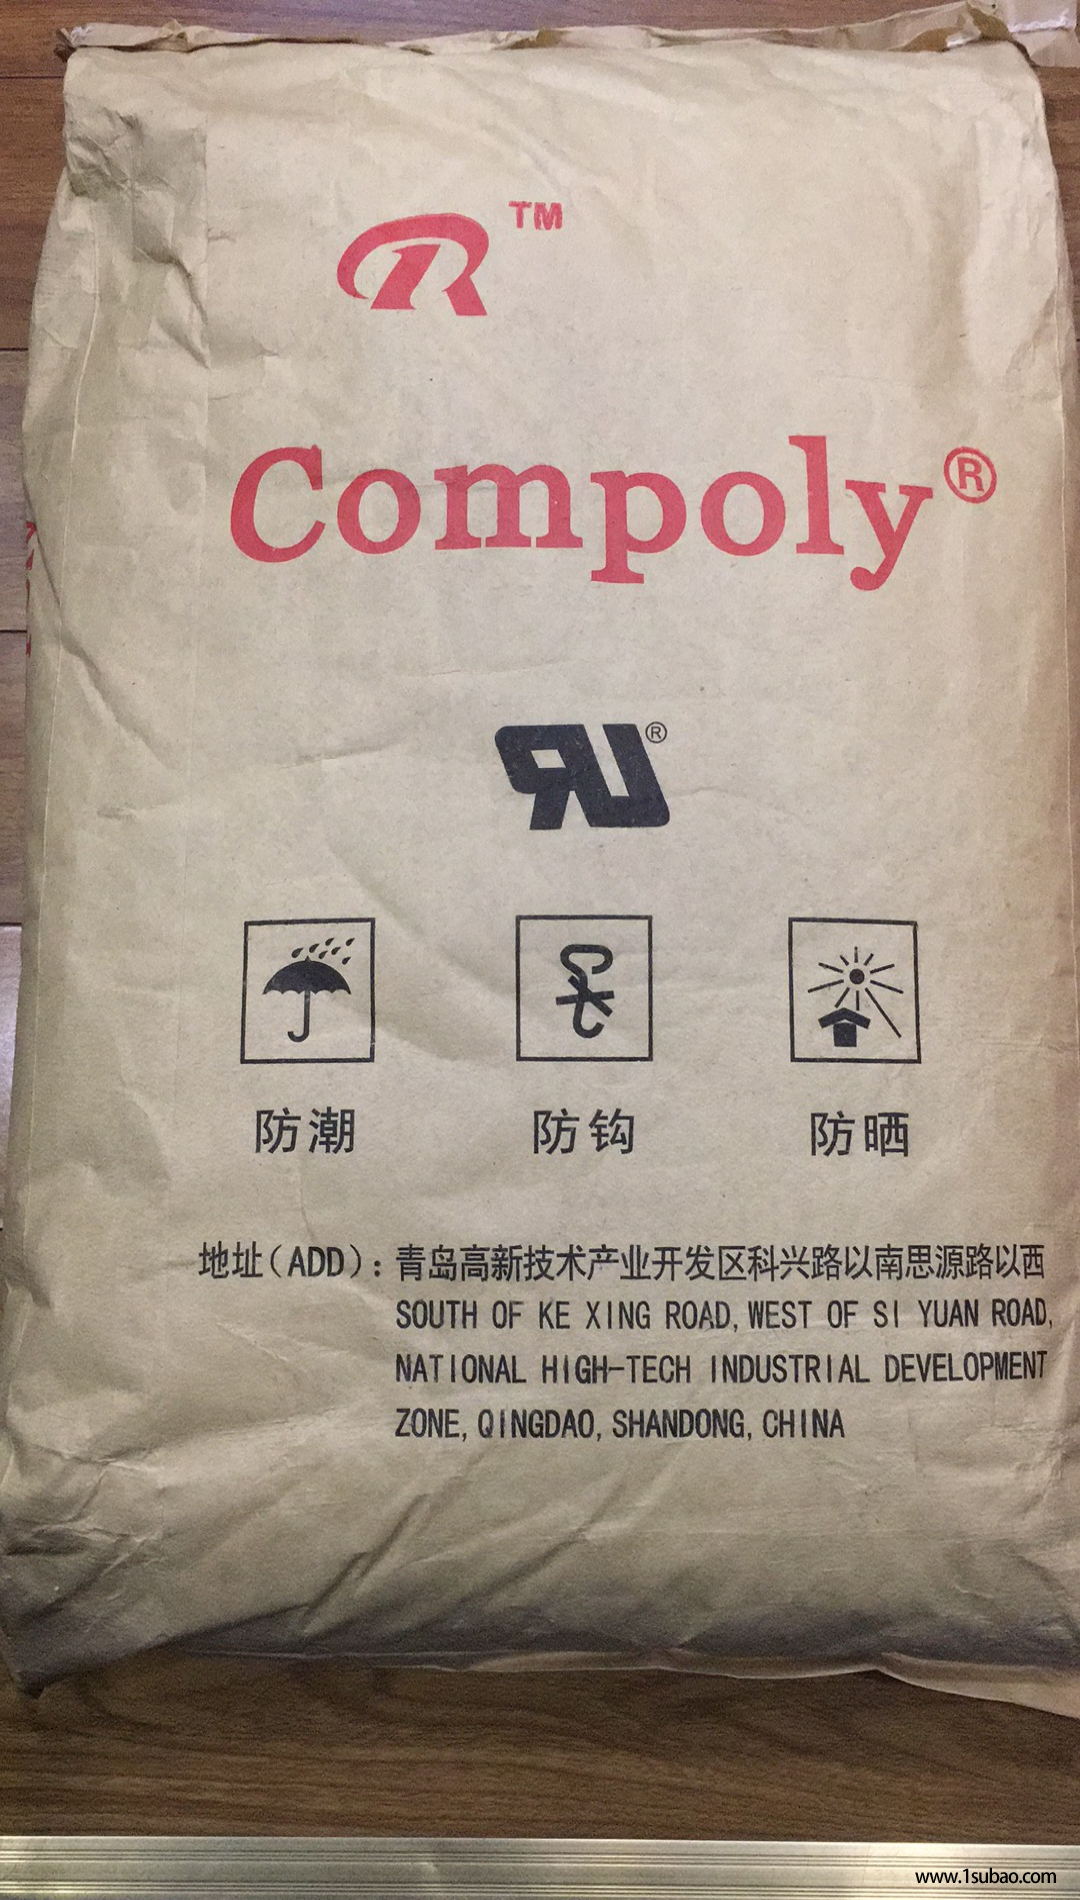 TM
Compoly®
RU®
防潮 防钩 防晒
地址（ADD）：青岛高新技术产业开发区科兴路以南思源路以西
SOUTH OF KE XING ROAD, WEST OF SI YUAN ROAD,
NATIONAL HIGH-TECH INDUSTRIAL DEVELOPMENT
ZONE, QINGDAO, SHANDONG, CHINA
www.1subao.com